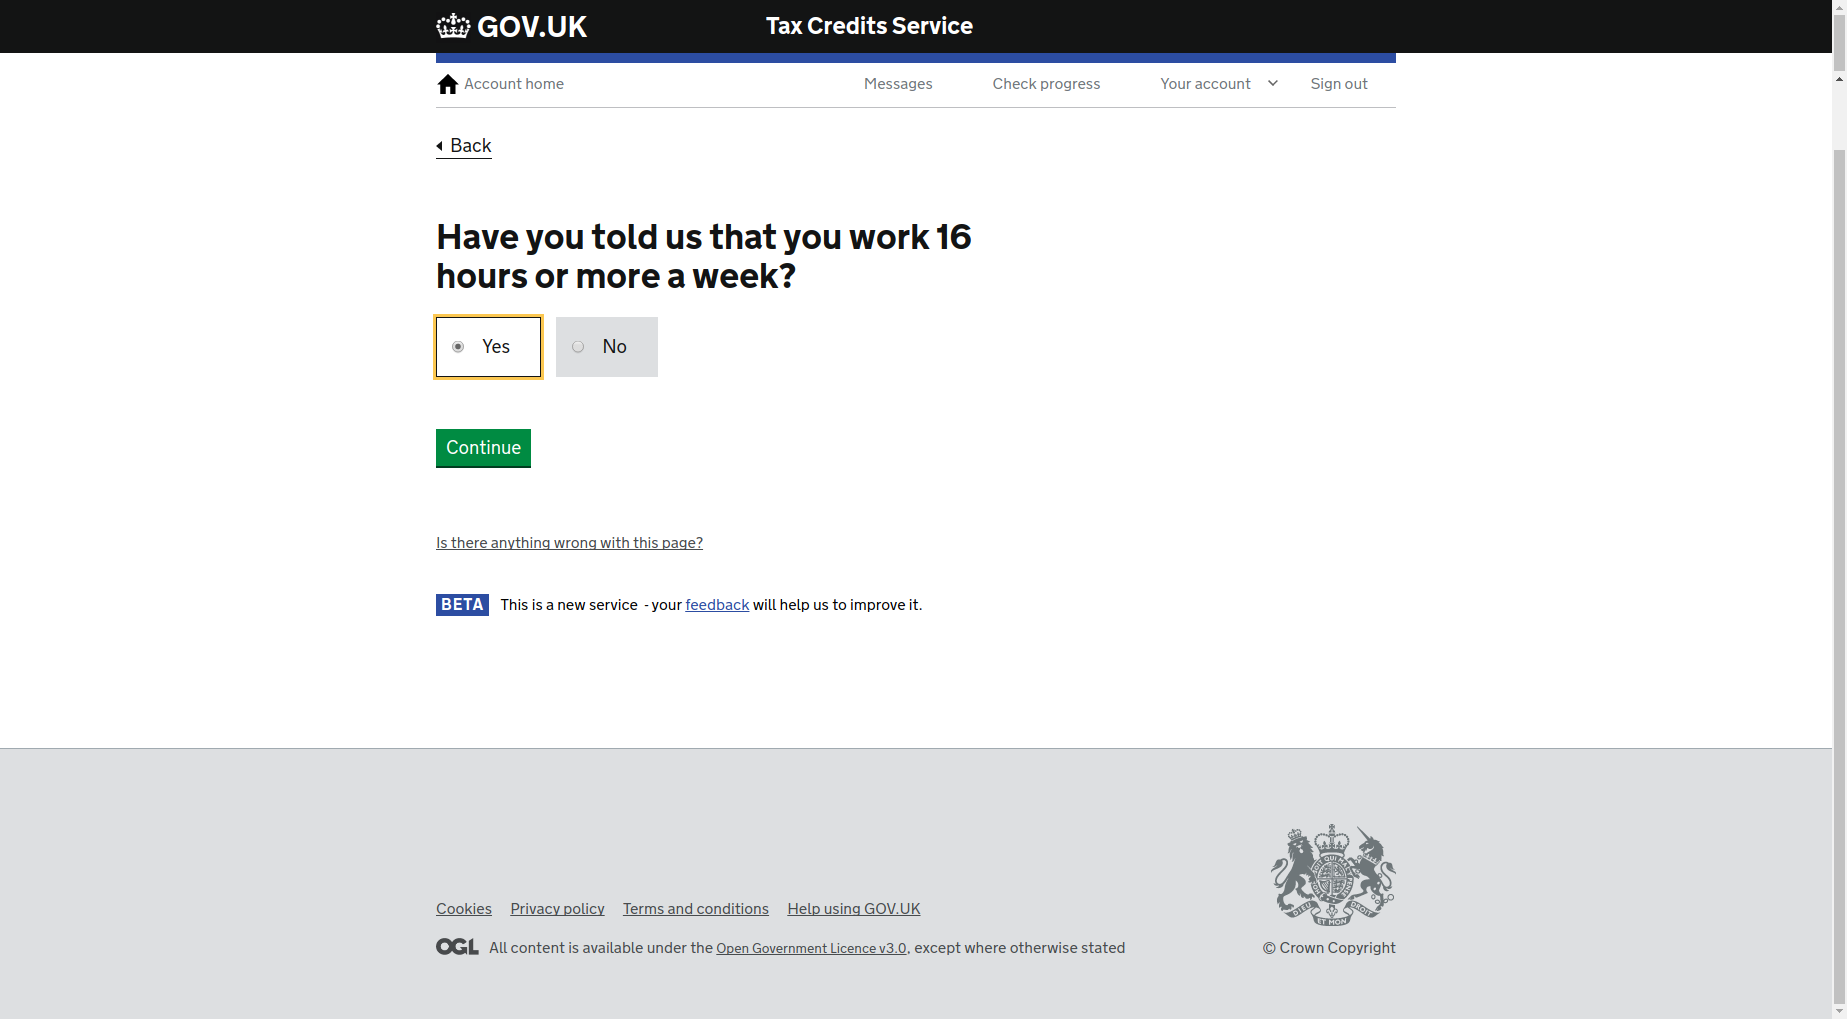 GOV.UK
Tax Credits Service
Account home
Messages
Check progress
Your account
Sign out
Back
Have you told us that you work 16
hours or more a week?
Yes
No
Continue
Is there anything wrong with this page?
BETA This is a new service - your feedback will help us to improve it.
Cookies
Privacy policy
Terms and conditions
Help using GOV.UK
OGL All content is available under the Open Government Licence v3.0, except where otherwise stated
DIEU ET MON DROIT
© Crown Copyright